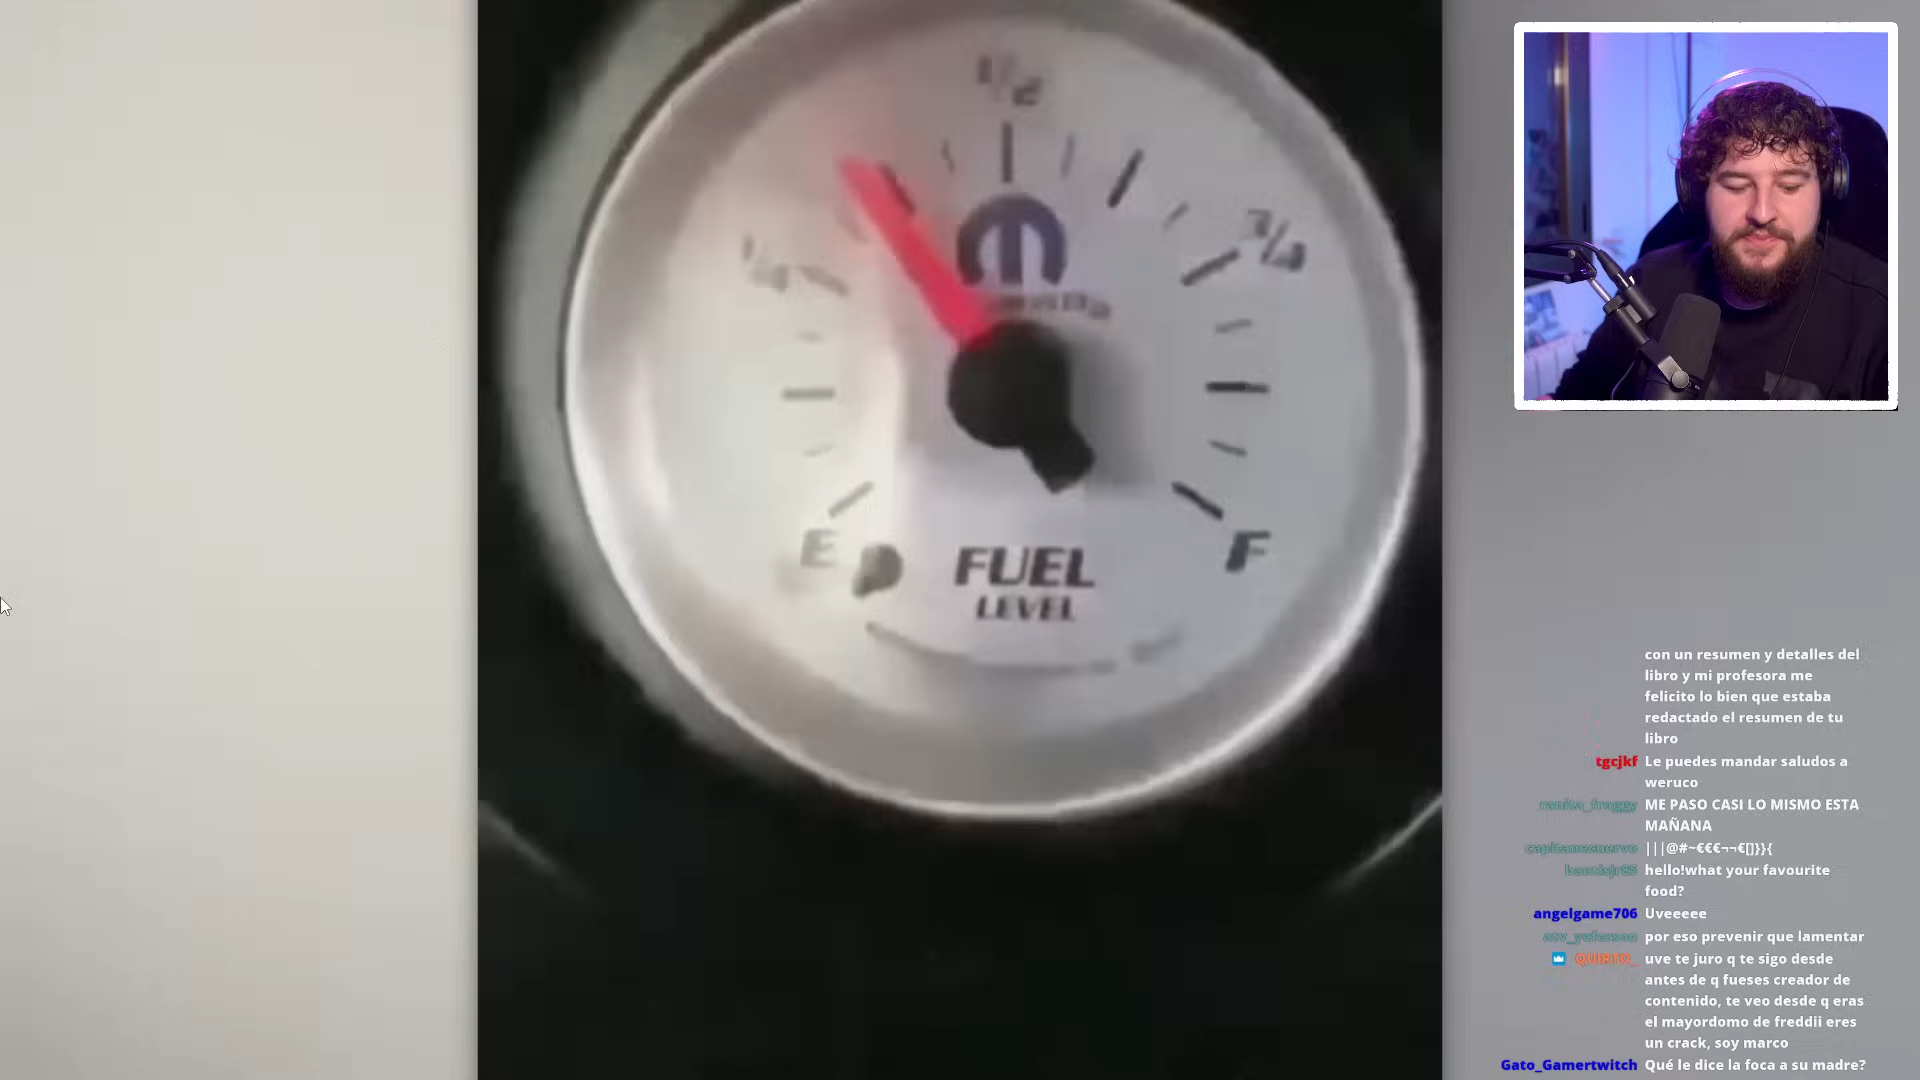 1/2
1/4
3/4
E
F
FUEL
LEVEL
con un resumen y detalles del
libro y mi profesora me
felicito lo bien que estaba
redactado el resumen de tu
libro
tgcjkf Le puedes mandar saludos a
weruco
ranita_froggy ME PASO CASI LO MISMO ESTA
MAÑANA
capitanecuervo |||@#~€€€¬¬€[]}}{
hello!what your favourite
food?
angelgame706 Uveeeee
por eso prevenir que lamentar
uve te juro q te sigo desde
antes de q fueses creador de
contenido, te veo desde q eras
el mayordomo de freddii eres
un crack, soy marco
Gato_Gamertwitch Qué le dice la foca a su madre?